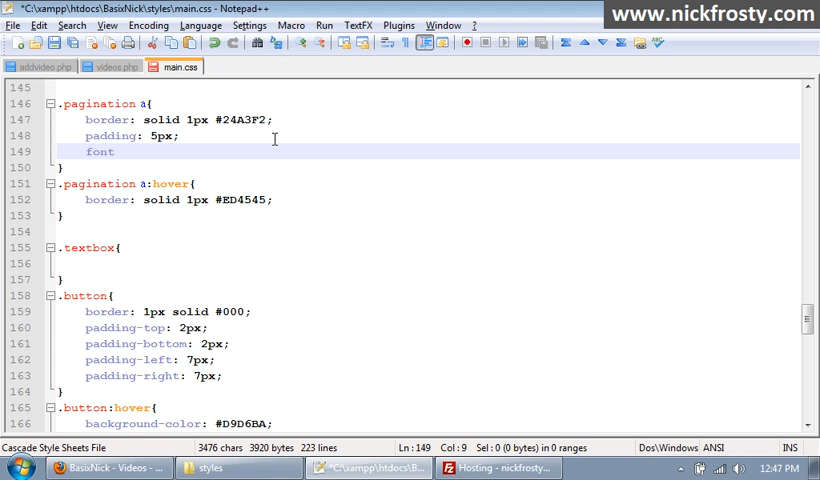 *C:\xampp\htdocs\BasixNick\styles\main.css - Notepad++
www.nickfrosty.com
File Edit Search View Encoding Language Settings Macro Run TextFX Plugins Window ?
addvideo.php videos.php main.css
145
146 .pagination a{
147 border: solid 1px #24A3F2;
148 padding: 5px;
149 font
150 }
151 .pagination a:hover{
152 border: solid 1px #ED4545;
153 }
154
155 .textbox{
156
157 }
158 .button{
159 border: 1px solid #000;
160 padding-top: 2px;
161 padding-bottom: 2px;
162 padding-left: 7px;
163 padding-right: 7px;
164 }
165 .button:hover{
166 background-color: #D9D6BA;
Cascade Style Sheets File 3476 chars 3920 bytes 223 lines Ln : 149 Col : 9 Sel : 0 (0 bytes) in 0 ranges Dos\Windows ANSI INS
BasixNick - Videos - ... styles *C:\xampp\htdocs\B... Hosting - nickfrosty... 12:47 PM